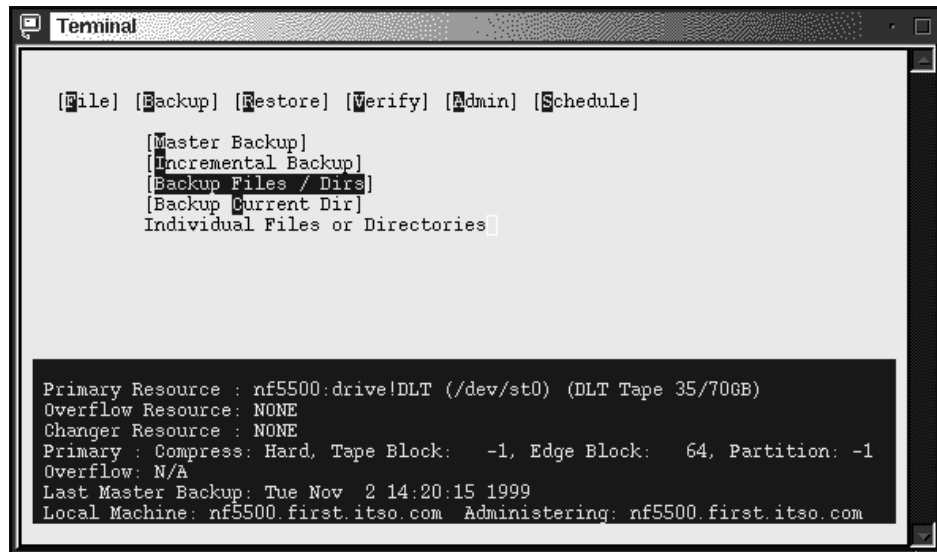 Terminal
[File] [Backup] [Restore] [Verify] [Admin] [Schedule]
[Master Backup]
[Incremental Backup]
[Backup Files / Dirs]
[Backup Current Dir]
Individual Files or Directories
Primary Resource : nf5500:drive!DLT (/dev/st0) (DLT Tape 35/70GB)
Overflow Resource: NONE
Changer Resource : NONE
Primary : Compress: Hard, Tape Block:   -1, Edge Block:   64, Partition: -1
Overflow: N/A
Last Master Backup: Tue Nov  2 14:20:15 1999
Local Machine: nf5500.first.itso.com  Administering: nf5500.first.itso.com